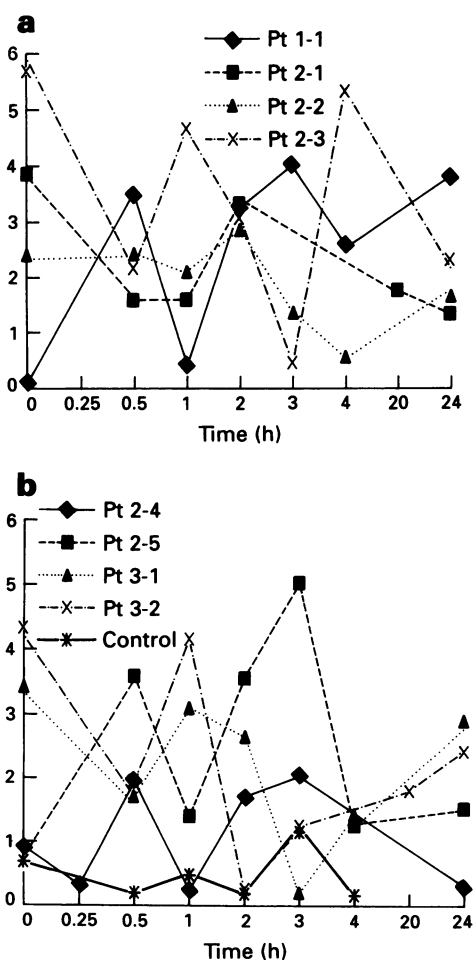 a
Pt 1-1
Pt 2-1
Pt 2-2
Pt 2-3
6
5
4
3
2
1
0
0 0.25 0.5 1 2 3 4 20 24
Time (h)
b
Pt 2-4
Pt 2-5
Pt 3-1
Pt 3-2
Control
6
5
4
3
2
1
0
0 0.25 0.5 1 2 3 4 20 24
Time (h)